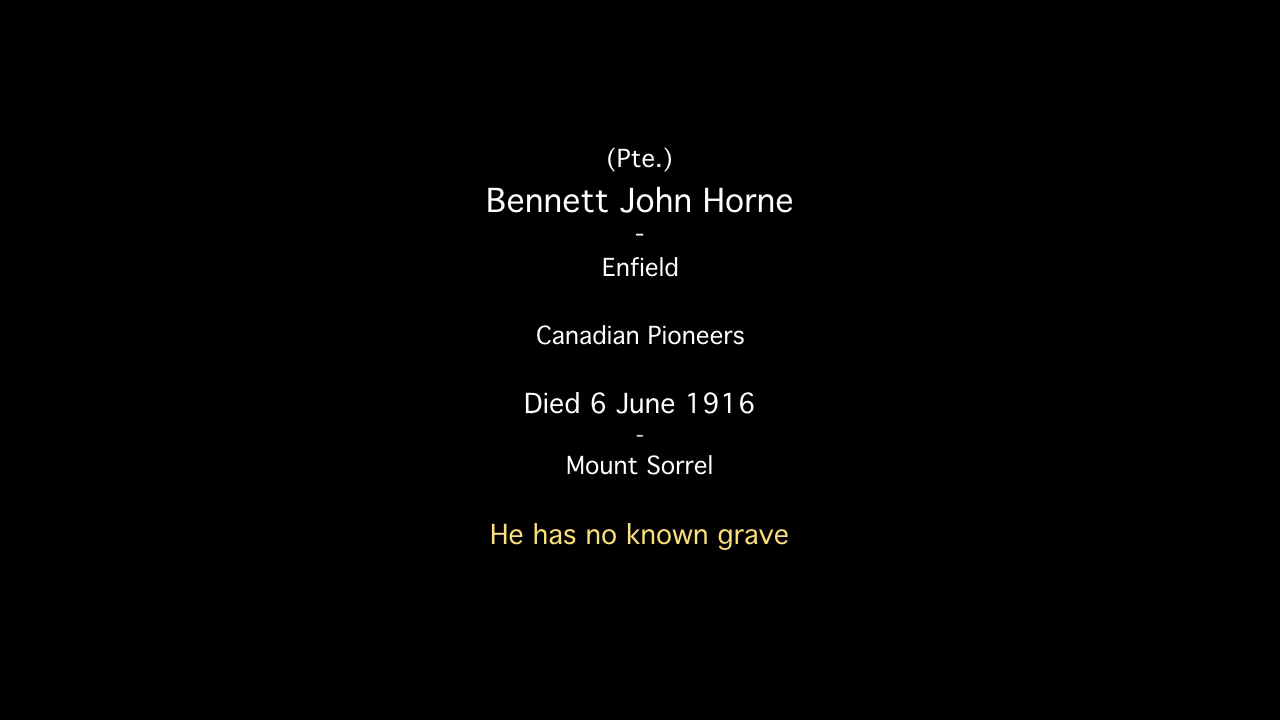 (Pte.)
Bennett John Horne
-
Enfield
Canadian Pioneers
Died 6 June 1916
-
Mount Sorrel
He has no known grave